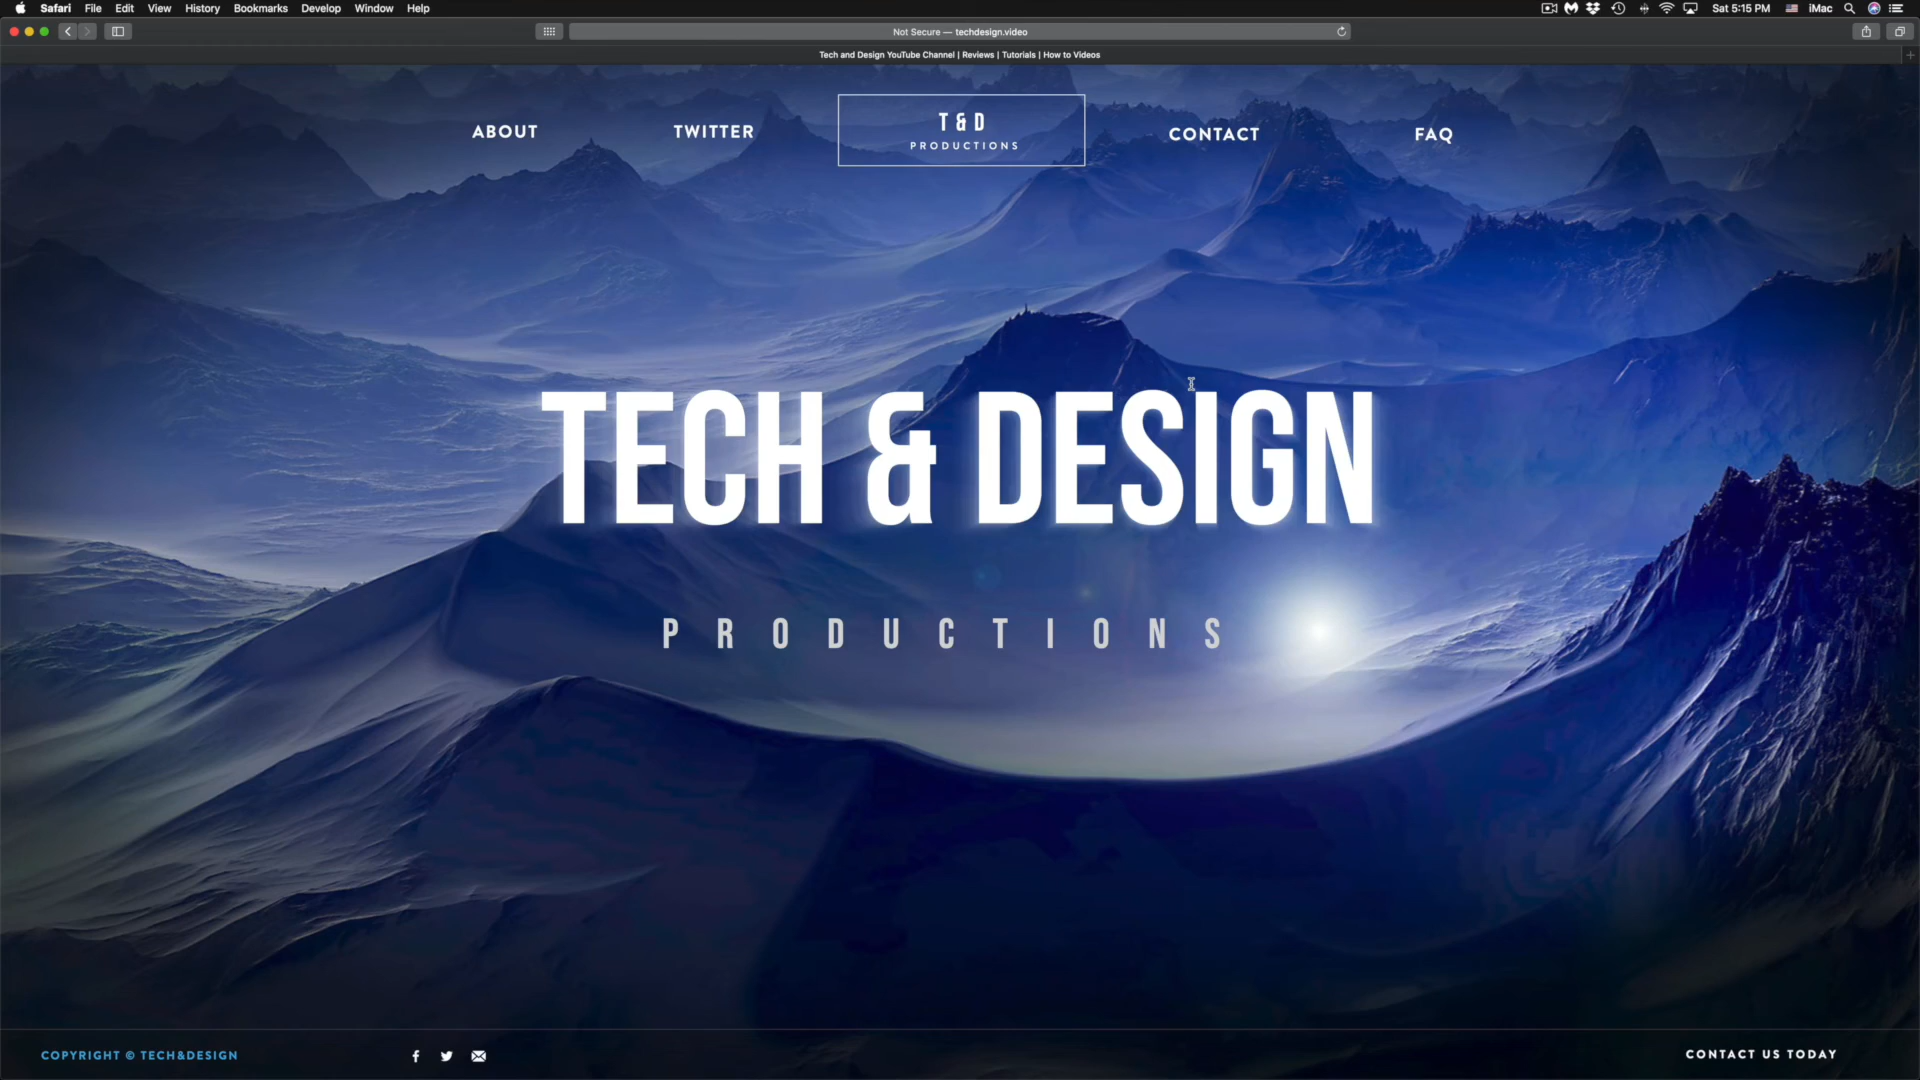 Safari File Edit View History Bookmarks Develop Window Help Sat 5:15 PM iMac
Not Secure — techdesign.video
Tech and Design YouTube Channel | Reviews | Tutorials | How to Videos
ABOUT TWITTER T&D CONTACT FAQ
PRODUCTIONS
TECH & DESIGN
PRODUCTIONS
COPYRIGHT © TECH&DESIGN CONTACT US TODAY